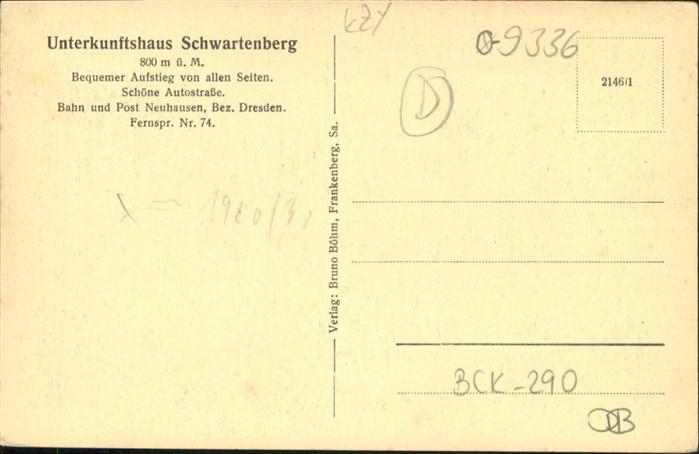 Unterkunftshaus Schwartenberg
800 m ü. M.
Bequemer Aufstieg von allen Seiten.
Schöne Autostraße.
Bahn und Post Neuhausen, Bez. Dresden.
Fernspr. Nr. 74.
Verlag: Bruno Böhm, Frankenberg, Sa.
9336
D
2146/1
BCK-290